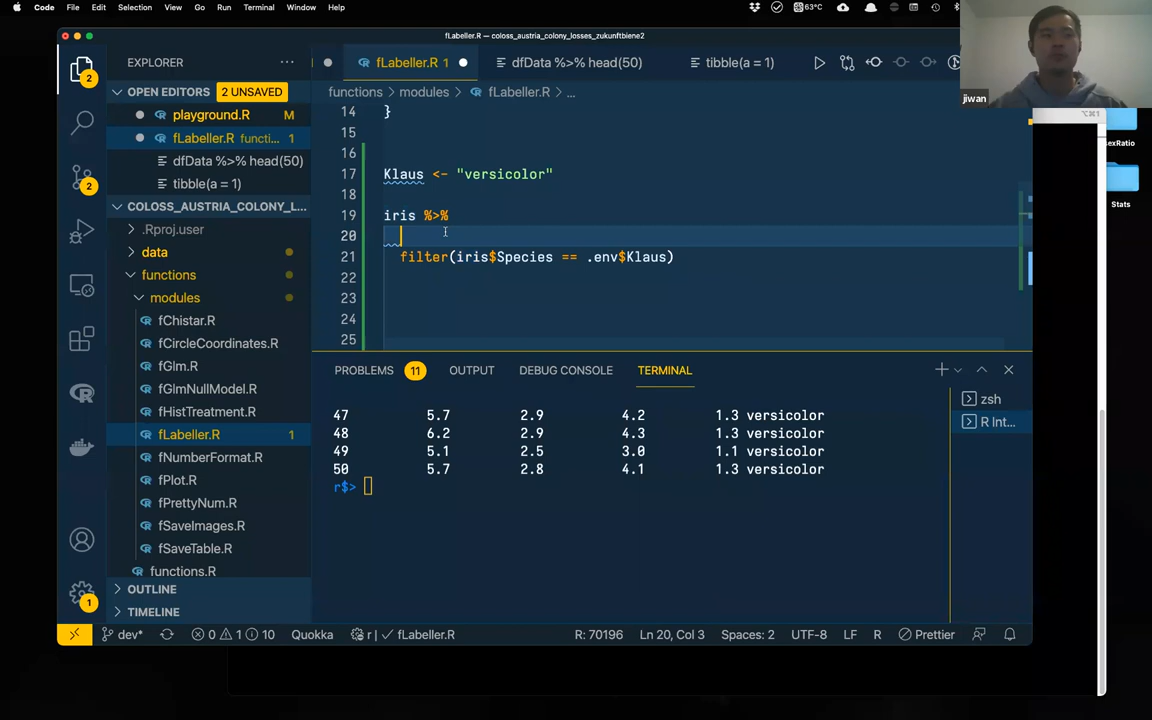 Code File Edit Selection View Go Run Terminal Window Help
63°C
fLabeller.R — coloss_austria_colony_losses_zukunftbiene2
EXPLORER
fLabeller.R 1
dfData %>% head(50)
tibble(a = 1)
OPEN EDITORS 2 UNSAVED
functions > modules > fLabeller.R > ...
playground.R M
fLabeller.R functi... 1
dfData %>% head(50)
tibble(a = 1)
COLOSS_AUSTRIA_COLONY_L...
.Rproj.user
data
functions
modules
fChistar.R
fCircleCoordinates.R
fGlm.R
fGlmNullModel.R
fHistTreatment.R
fLabeller.R 1
fNumberFormat.R
fPlot.R
fPrettyNum.R
fSaveImages.R
fSaveTable.R
functions.R
OUTLINE
TIMELINE
14 }
15
16
17 Klaus <- "versicolor"
18
19 iris %>%
20
21 filter(iris$Species == .env$Klaus)
22
23
24
25
PROBLEMS 11 OUTPUT DEBUG CONSOLE TERMINAL
47 5.7 2.9 4.2 1.3 versicolor
48 6.2 2.9 4.3 1.3 versicolor
49 5.1 2.5 3.0 1.1 versicolor
50 5.7 2.8 4.1 1.3 versicolor
r$>
zsh
R Int...
2
2
1
dev* 0 1 10 Quokka r | ✓ fLabeller.R R: 70196 Ln 20, Col 3 Spaces: 2 UTF-8 LF R Prettier
jiwan
⌥⌘1
exRatio
Stats